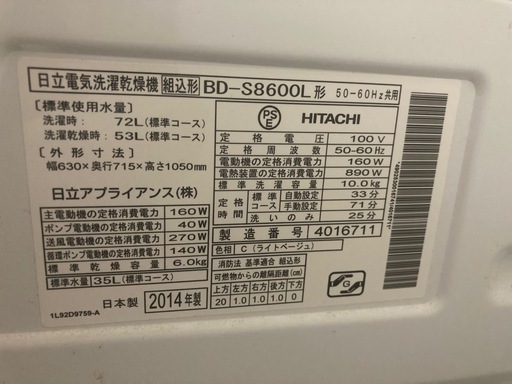 日立電気洗濯乾燥機 組込形 BD-S8600L形 50-60Hz共用
〔標準使用水量〕
洗濯時：72L(標準コース)
乾燥時：53L(標準コース)
〔外形寸法〕
幅630×奥行715×高さ1050mm
日立アプライアンス(株)
主電動機の定格消費電力 160W
ポンプ電動機の定格消費電力 40W
送風電動機の定格消費電力 270W
循環ポンプ電動機の定格消費電力 140W
標準乾燥容量 6.0kg
標準水量 35L(標準コース)
日本製 2014年製
1L92D9759-A
PSE HITACHI
定格電圧 100V
定格周波数 50-60Hz
電動機の定格消費電力 160W
電熱装置の定格消費電力 890W
標準洗濯容量 10.0kg
定格時間 標準コース 自動設定 33分
手動設定 71分
洗いのみ 25分
製造番号 4016711
色相 C(ライトベージュ)
消防法 基準適合 組込形
可燃物からの離隔距離(cm)
上方 左方 右方 前方 後方 下方
20 1.0 1.0 2.0 1.0 0